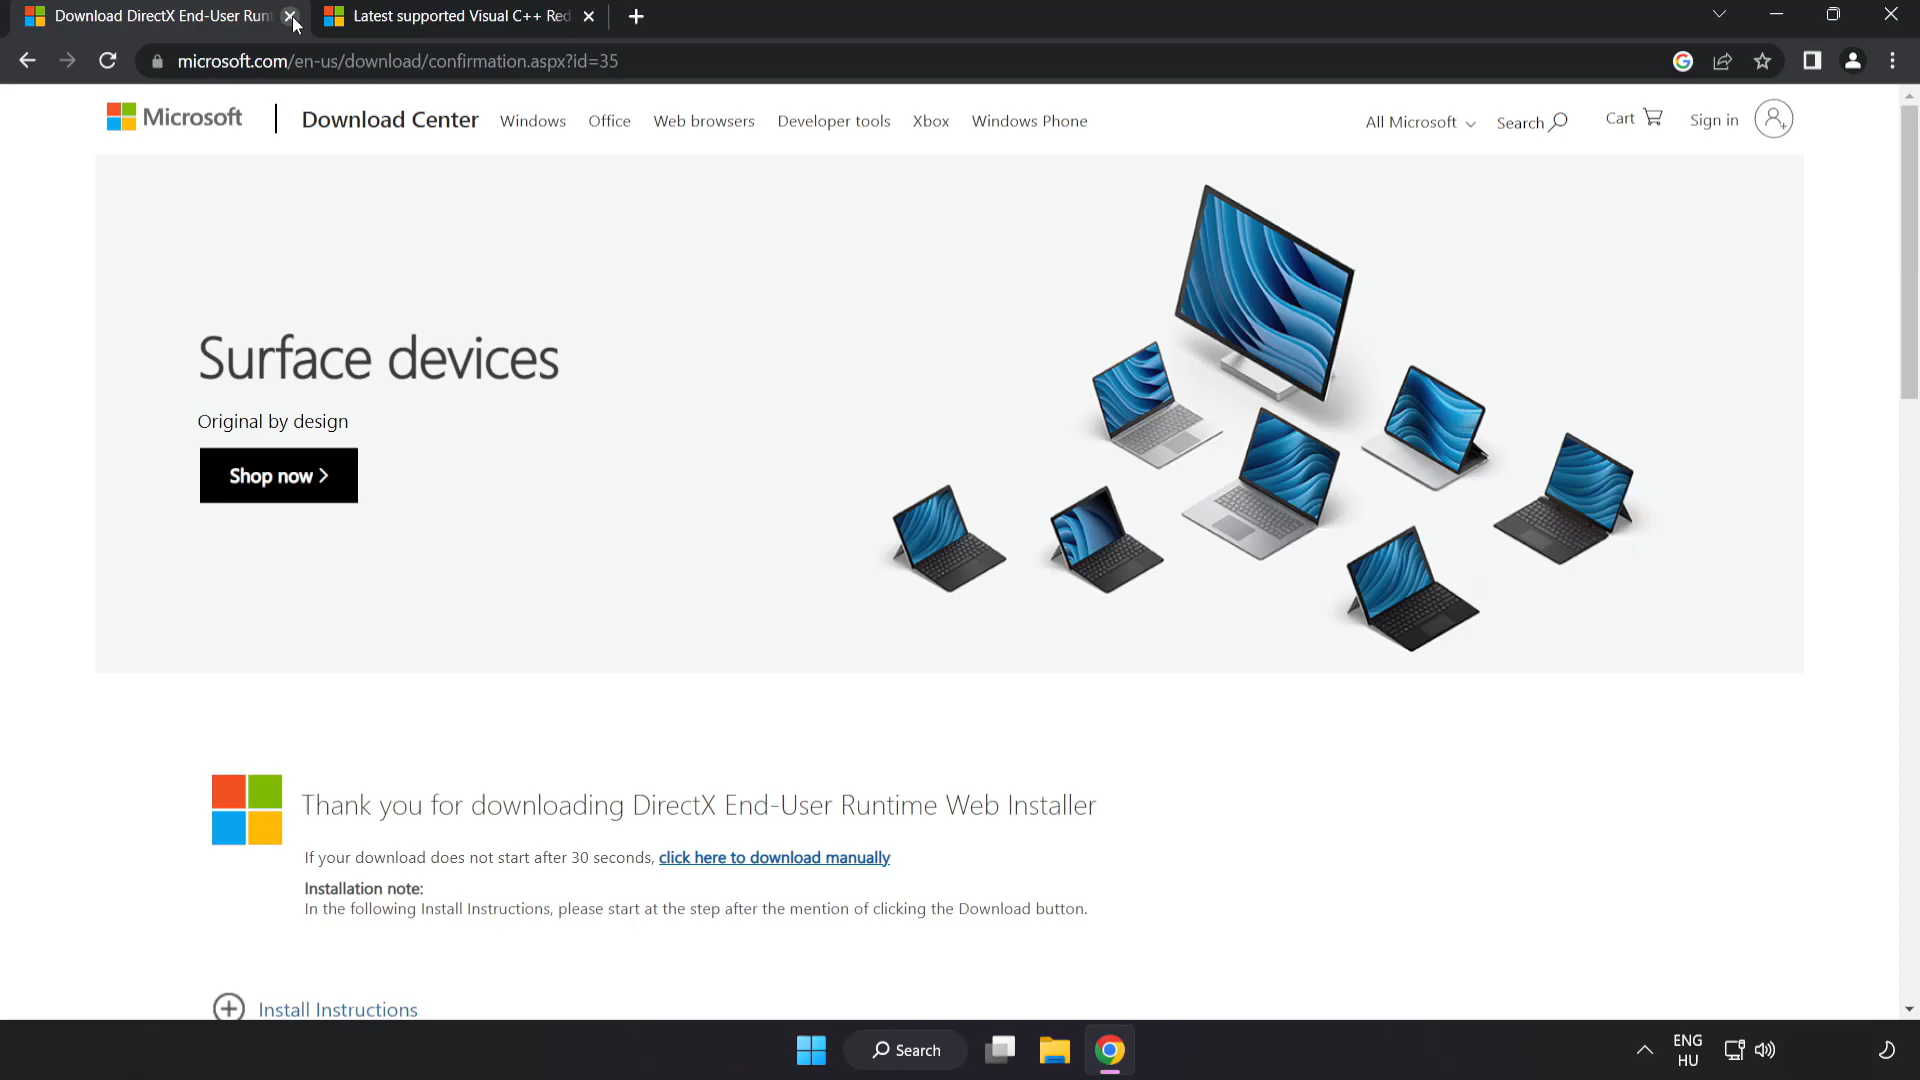 Download DirectX End-User Runt
Latest supported Visual C++ Red
microsoft.com/en-us/download/confirmation.aspx?id=35
Microsoft
Download Center
Windows
Office
Web browsers
Developer tools
Xbox
Windows Phone
All Microsoft
Search
Cart
Sign in
Surface devices
Original by design
Shop now
Thank you for downloading DirectX End-User Runtime Web Installer
If your download does not start after 30 seconds, click here to download manually
Installation note:
In the following Install Instructions, please start at the step after the mention of clicking the Download button.
Install Instructions
Search
ENG
HU